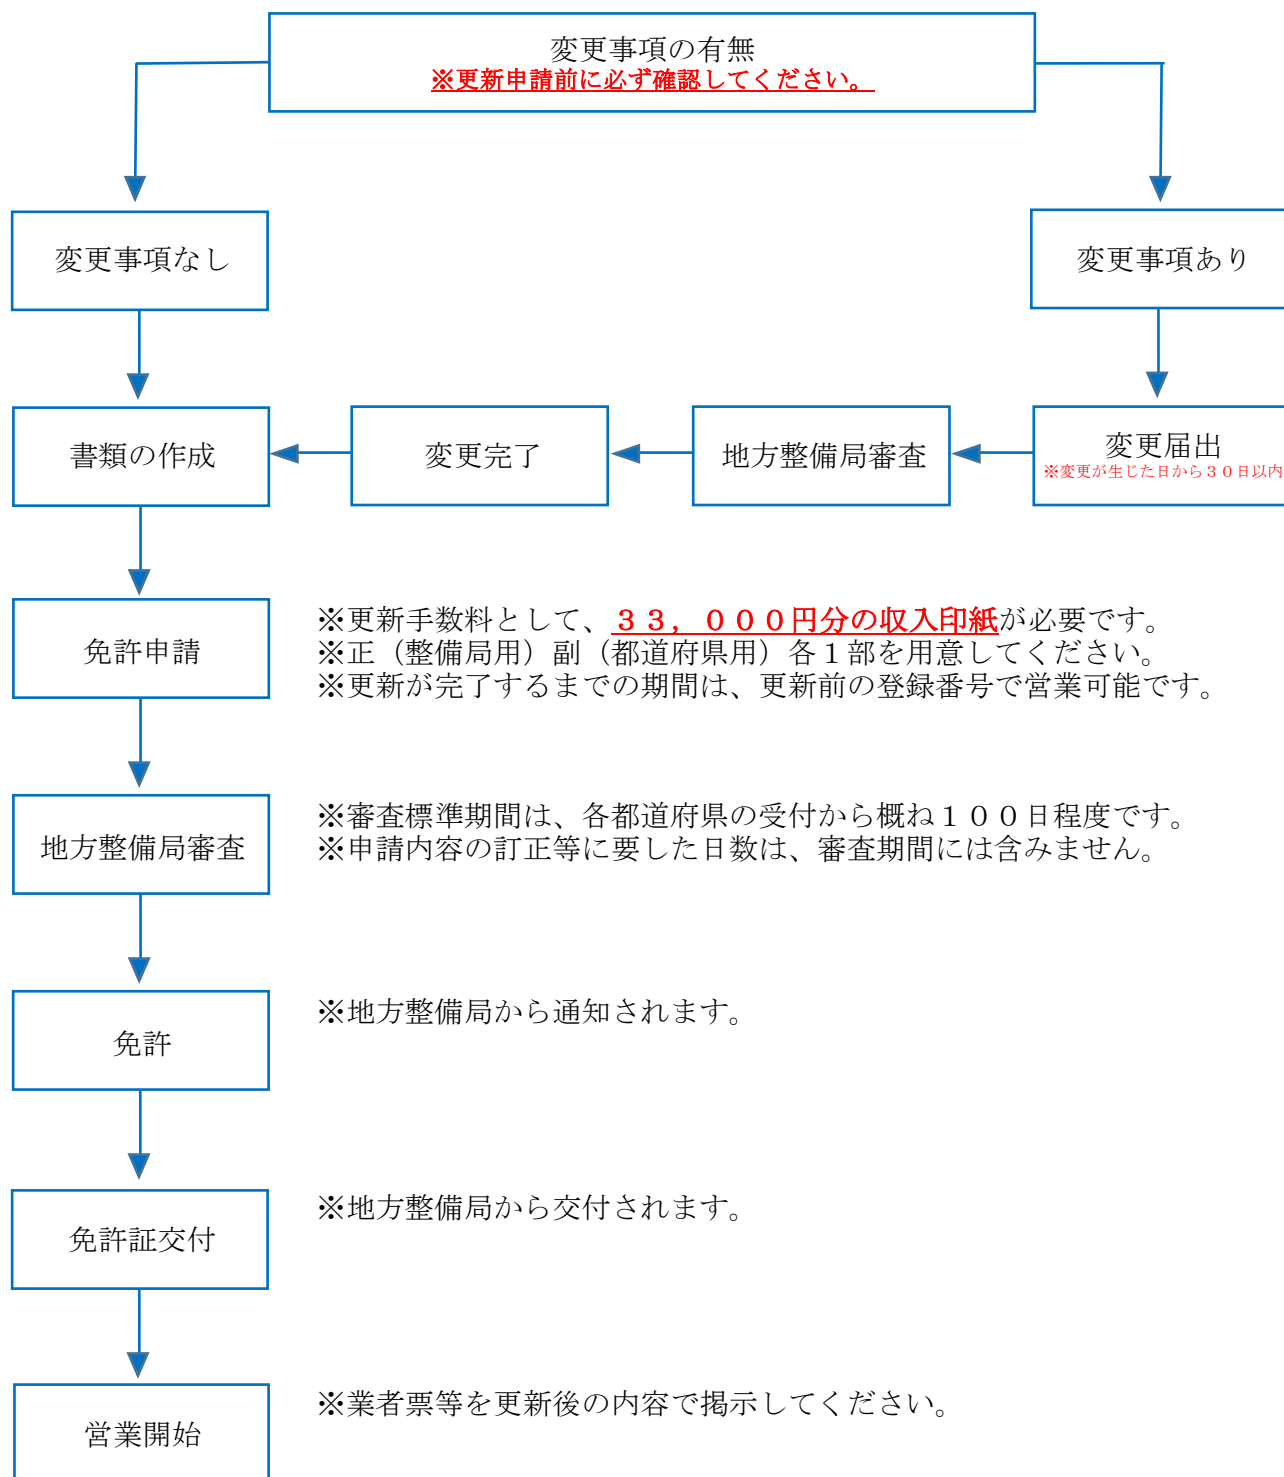 変更事項の有無
※更新申請前に必ず確認してください。
変更事項なし
変更事項あり
書類の作成
変更完了
地方整備局審査
変更届出
※変更が生じた日から３０日以内
免許申請
※更新手数料として、３３，０００円分の収入印紙が必要です。
※正（整備局用）副（都道府県用）各１部を用意してください。
※更新が完了するまでの期間は、更新前の登録番号で営業可能です。
地方整備局審査
※審査標準期間は、各都道府県の受付から概ね１００日程度です。
※申請内容の訂正等に要した日数は、審査期間には含みません。
免許
※地方整備局から通知されます。
免許証交付
※地方整備局から交付されます。
営業開始
※業者票等を更新後の内容で掲示してください。